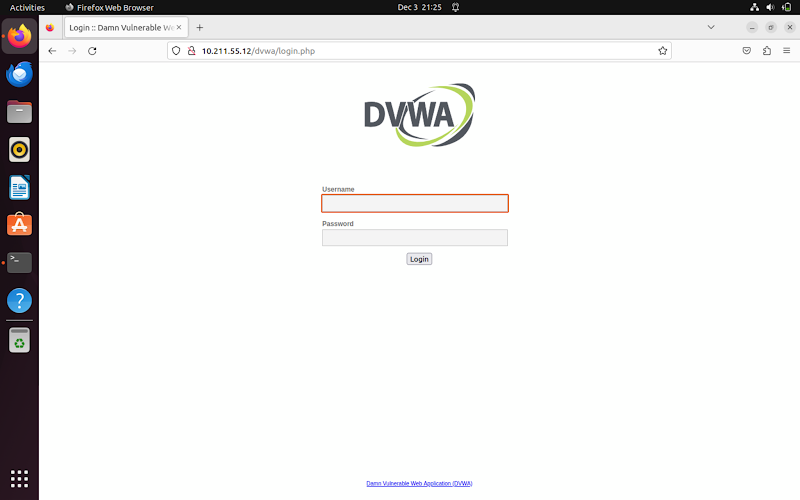 Activities Firefox Web Browser Dec 3 21:25
Login :: Damn Vulnerable We
10.211.55.12/dvwa/login.php
DVWA
Username
Password
Login
Damn Vulnerable Web Application (DVWA)